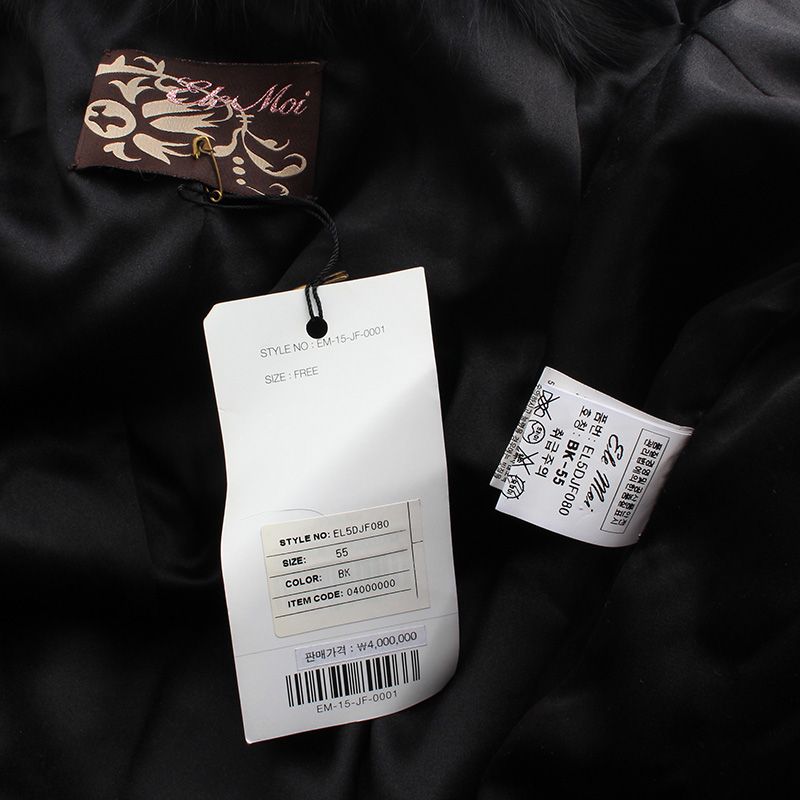 Ele Moi
STYLE NO : EM-15-JF-0001
SIZE : FREE
STYLE NO: EL5DJF080
SIZE: 55
COLOR: BK
ITEM CODE: 04000000
판매가격 : ₩4,000,000
EM-15-JF-0001
Ele Moi
품번: EL5DJF080
호칭: BK-55
취급주의